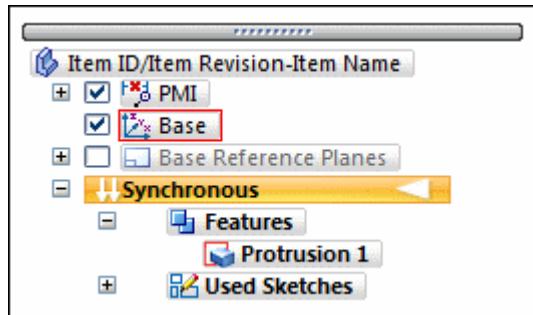 Item ID/Item Revision-Item Name
PMI
Base
Base Reference Planes
Synchronous
Features
Protrusion 1
Used Sketches